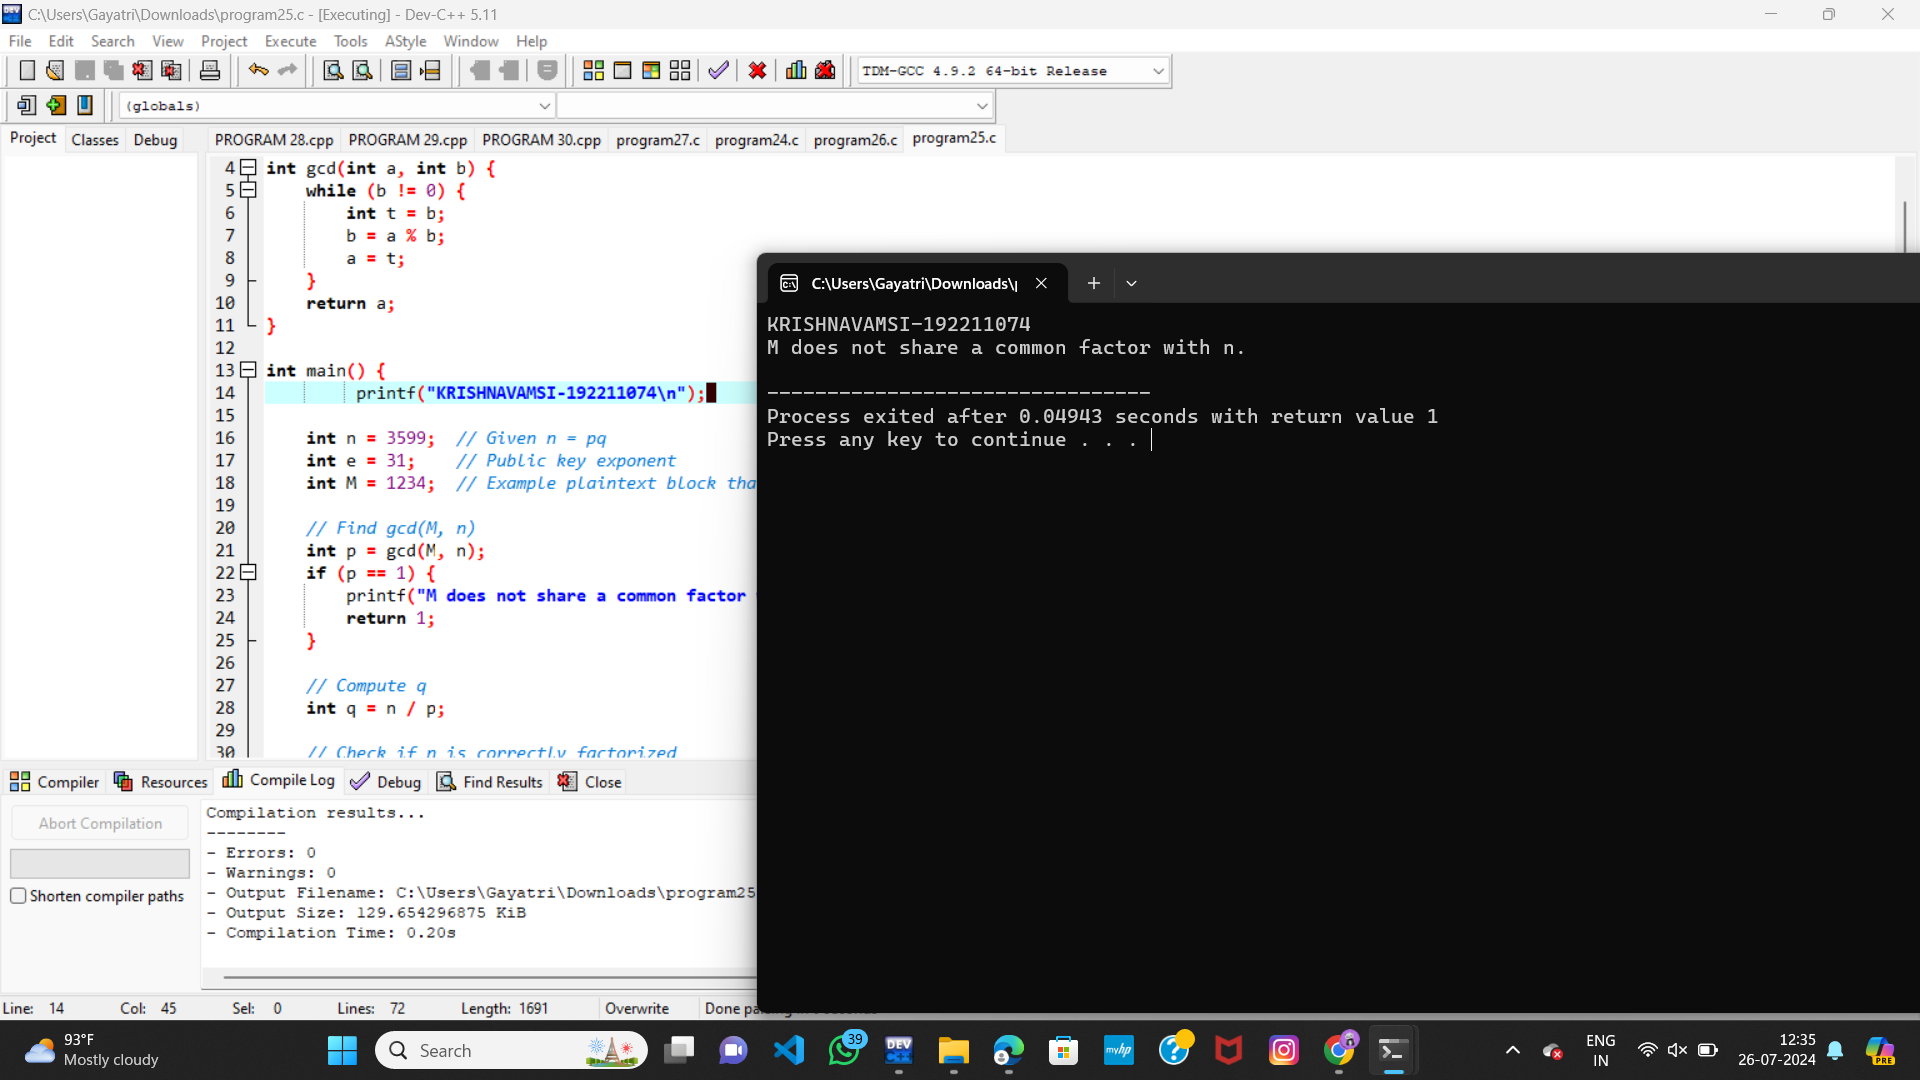 C:\Users\Gayatri\Downloads\program25.c - [Executing] - Dev-C++ 5.11
File Edit Search View Project Execute Tools AStyle Window Help
TDM-GCC 4.9.2 64-bit Release
(globals)
Project Classes Debug
PROGRAM 28.cpp PROGRAM 29.cpp PROGRAM 30.cpp program27.c program24.c program26.c program25.c
4 int gcd(int a, int b) {
5 while (b != 0) {
6 int t = b;
7 b = a % b;
8 a = t;
9 }
10 return a;
11 }
12
13 int main() {
14 printf("KRISHNAVAMSI-192211074\n");
15
16 int n = 3599; // Given n = pq
17 int e = 31; // Public key exponent
18 int M = 1234; // Example plaintext block tha
19
20 // Find gcd(M, n)
21 int p = gcd(M, n);
22 if (p == 1) {
23 printf("M does not share a common factor
24 return 1;
25 }
26
27 // Compute q
28 int q = n / p;
29
30 // Check if n is correctly factorized
C:\Users\Gayatri\Downloads\p
KRISHNAVAMSI-192211074
M does not share a common factor with n.
--------------------------------
Process exited after 0.04943 seconds with return value 1
Press any key to continue . . .
Compiler Resources Compile Log Debug Find Results Close
Abort Compilation
Shorten compiler paths
Compilation results...
--------
- Errors: 0
- Warnings: 0
- Output Filename: C:\Users\Gayatri\Downloads\program25
- Output Size: 129.654296875 KiB
- Compilation Time: 0.20s
Line: 14 Col: 45 Sel: 0 Lines: 72 Length: 1691 Overwrite Done
93°F
Mostly cloudy
Search
39
DEV
C++
myhp
PRE
ENG
IN
12:35
26-07-2024